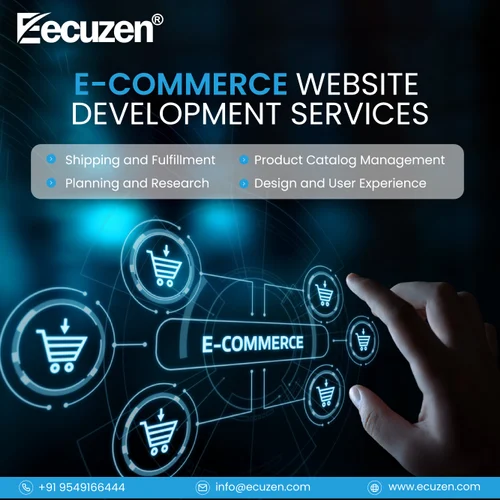 Eecuzen®
E-COMMERCE WEBSITE
DEVELOPMENT SERVICES
Shipping and Fulfillment
Product Catalog Management
Planning and Research
Design and User Experience
E-COMMERCE
+91 9549166444
info@ecuzen.com
www.ecuzen.com